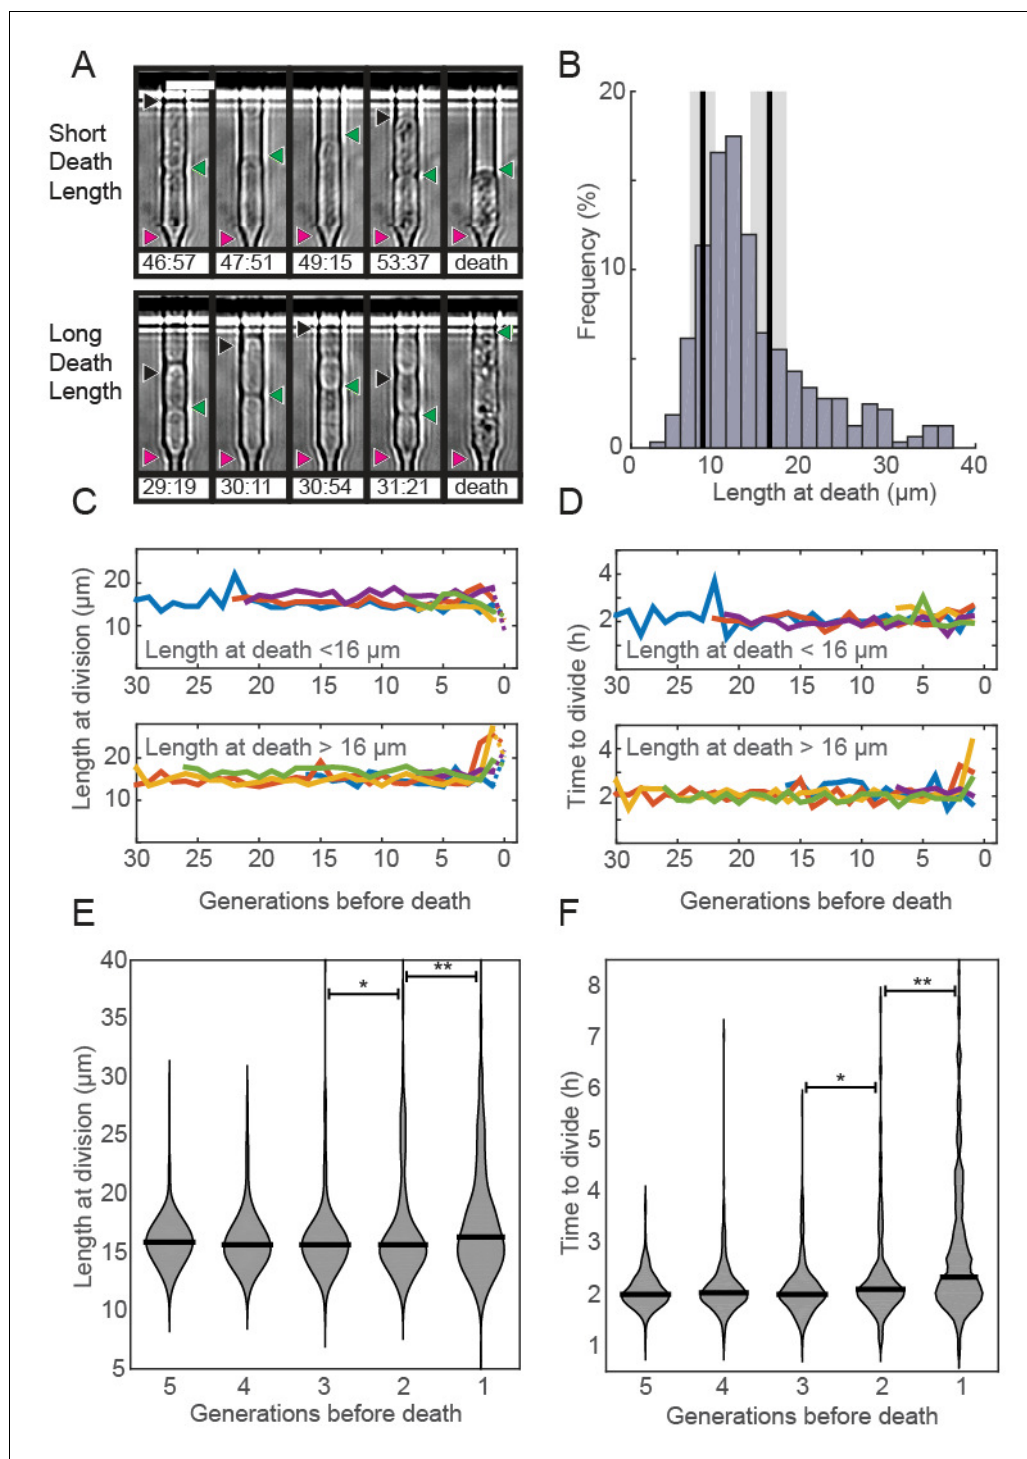 A
Short
Death
Length
46:57 47:51 49:15 53:37 death
Long
Death
Length
29:19 30:11 30:54 31:21 death
B
Frequency (%)
20
10
0
0 10 20 30 40
Length at death (µm)
C
Length at division (µm)
20
10
Length at death <16 µm
30 25 20 15 10 5 0
20
10
Length at death > 16 µm
30 25 20 15 10 5 0
Generations before death
D
Time to divide (h)
4
2
Length at death < 16 µm
30 25 20 15 10 5 0
4
2
Length at death > 16 µm
30 25 20 15 10 5 0
Generations before death
E
Length at division (µm)
40
35
30
25
20
15
10
5
* **
5 4 3 2 1
Generations before death
F
Time to divide (h)
8
7
6
5
4
3
2
1
* **
5 4 3 2 1
Generations before death